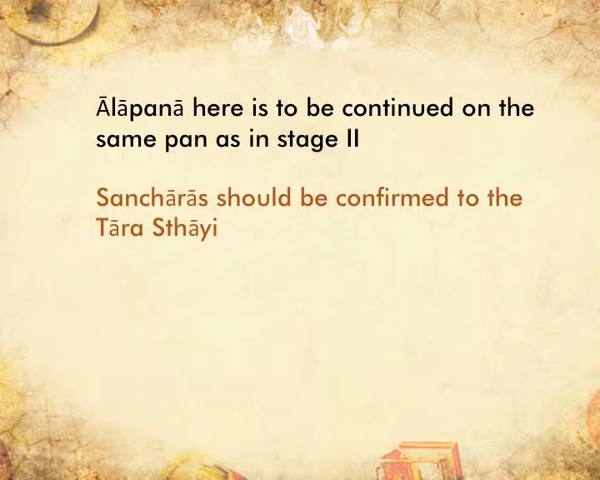 Ālāpanā here is to be continued on the
same pan as in stage II
Sanchārās should be confirmed to the
Tāra Sthāyi